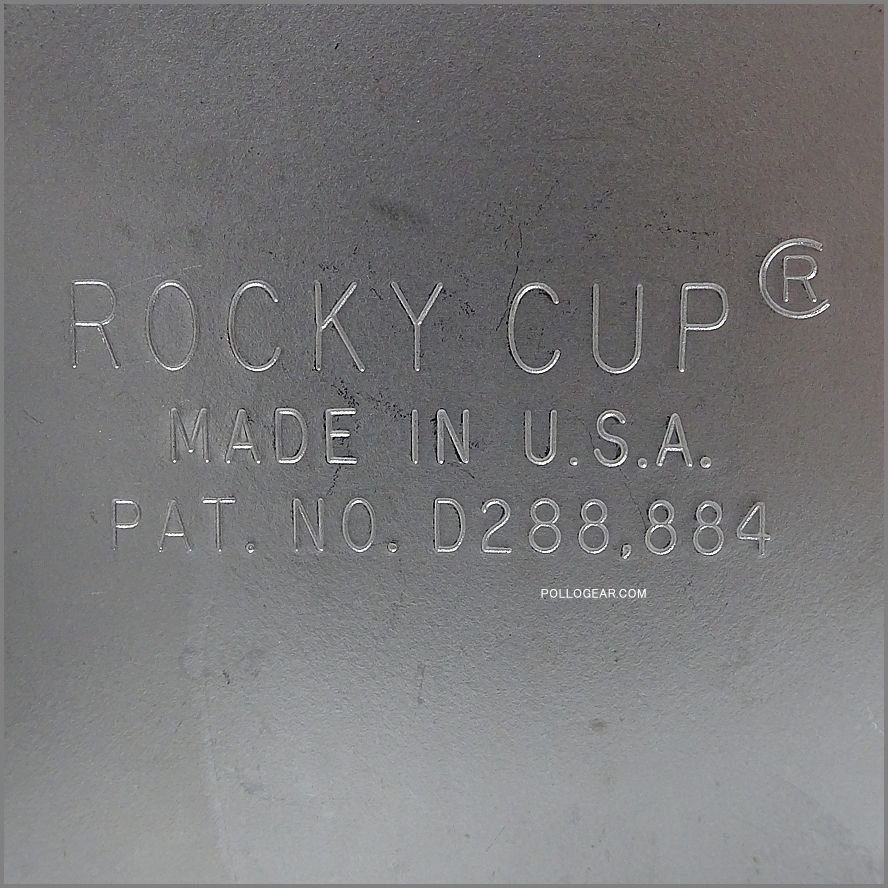 ROCKY CUP ®
MADE IN U.S.A.
PAT. NO. D288,884
POLLOGEAR.COM